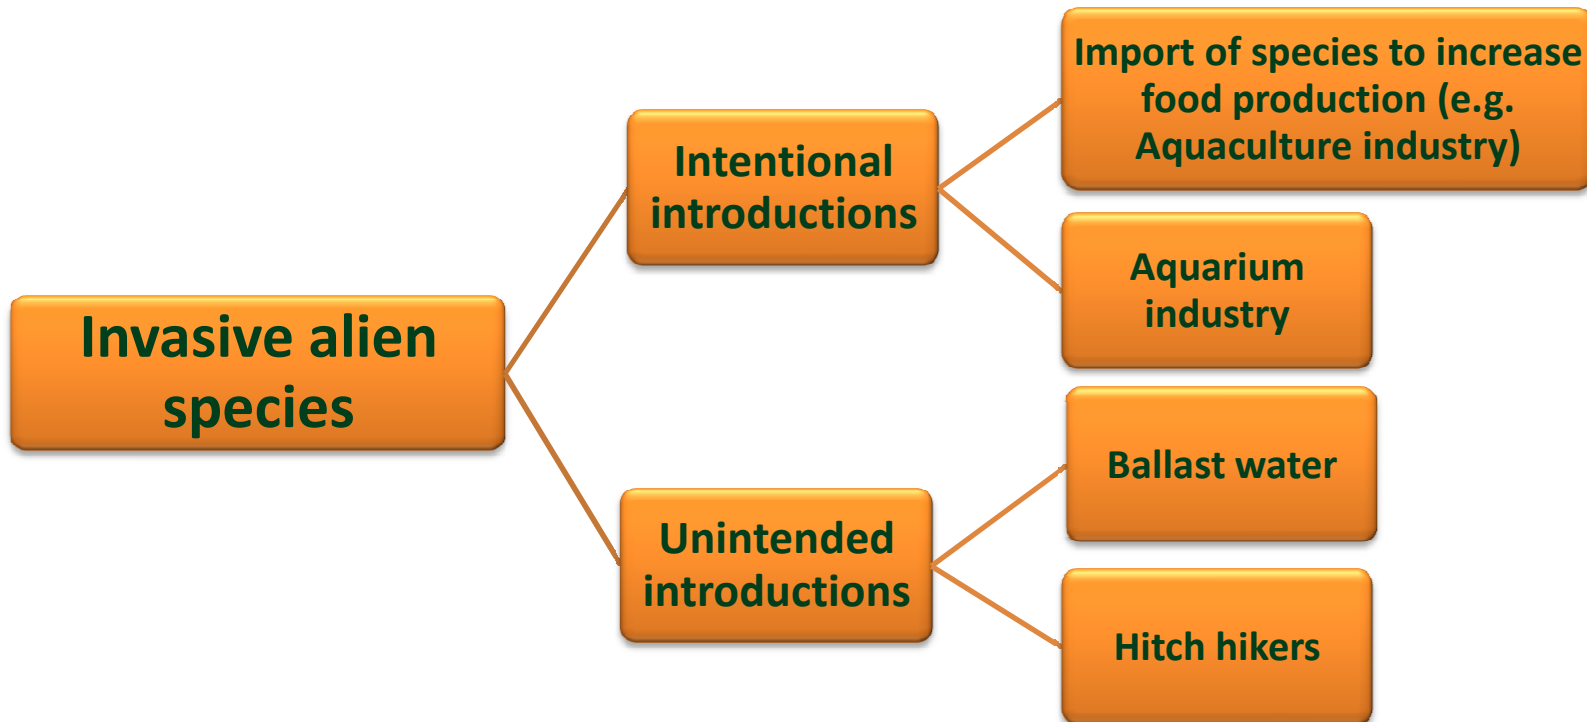 Invasive alien
species
Intentional
introductions
Import of species to increase
food production (e.g.
Aquaculture industry)
Aquarium
industry
Unintended
introductions
Ballast water
Hitch hikers